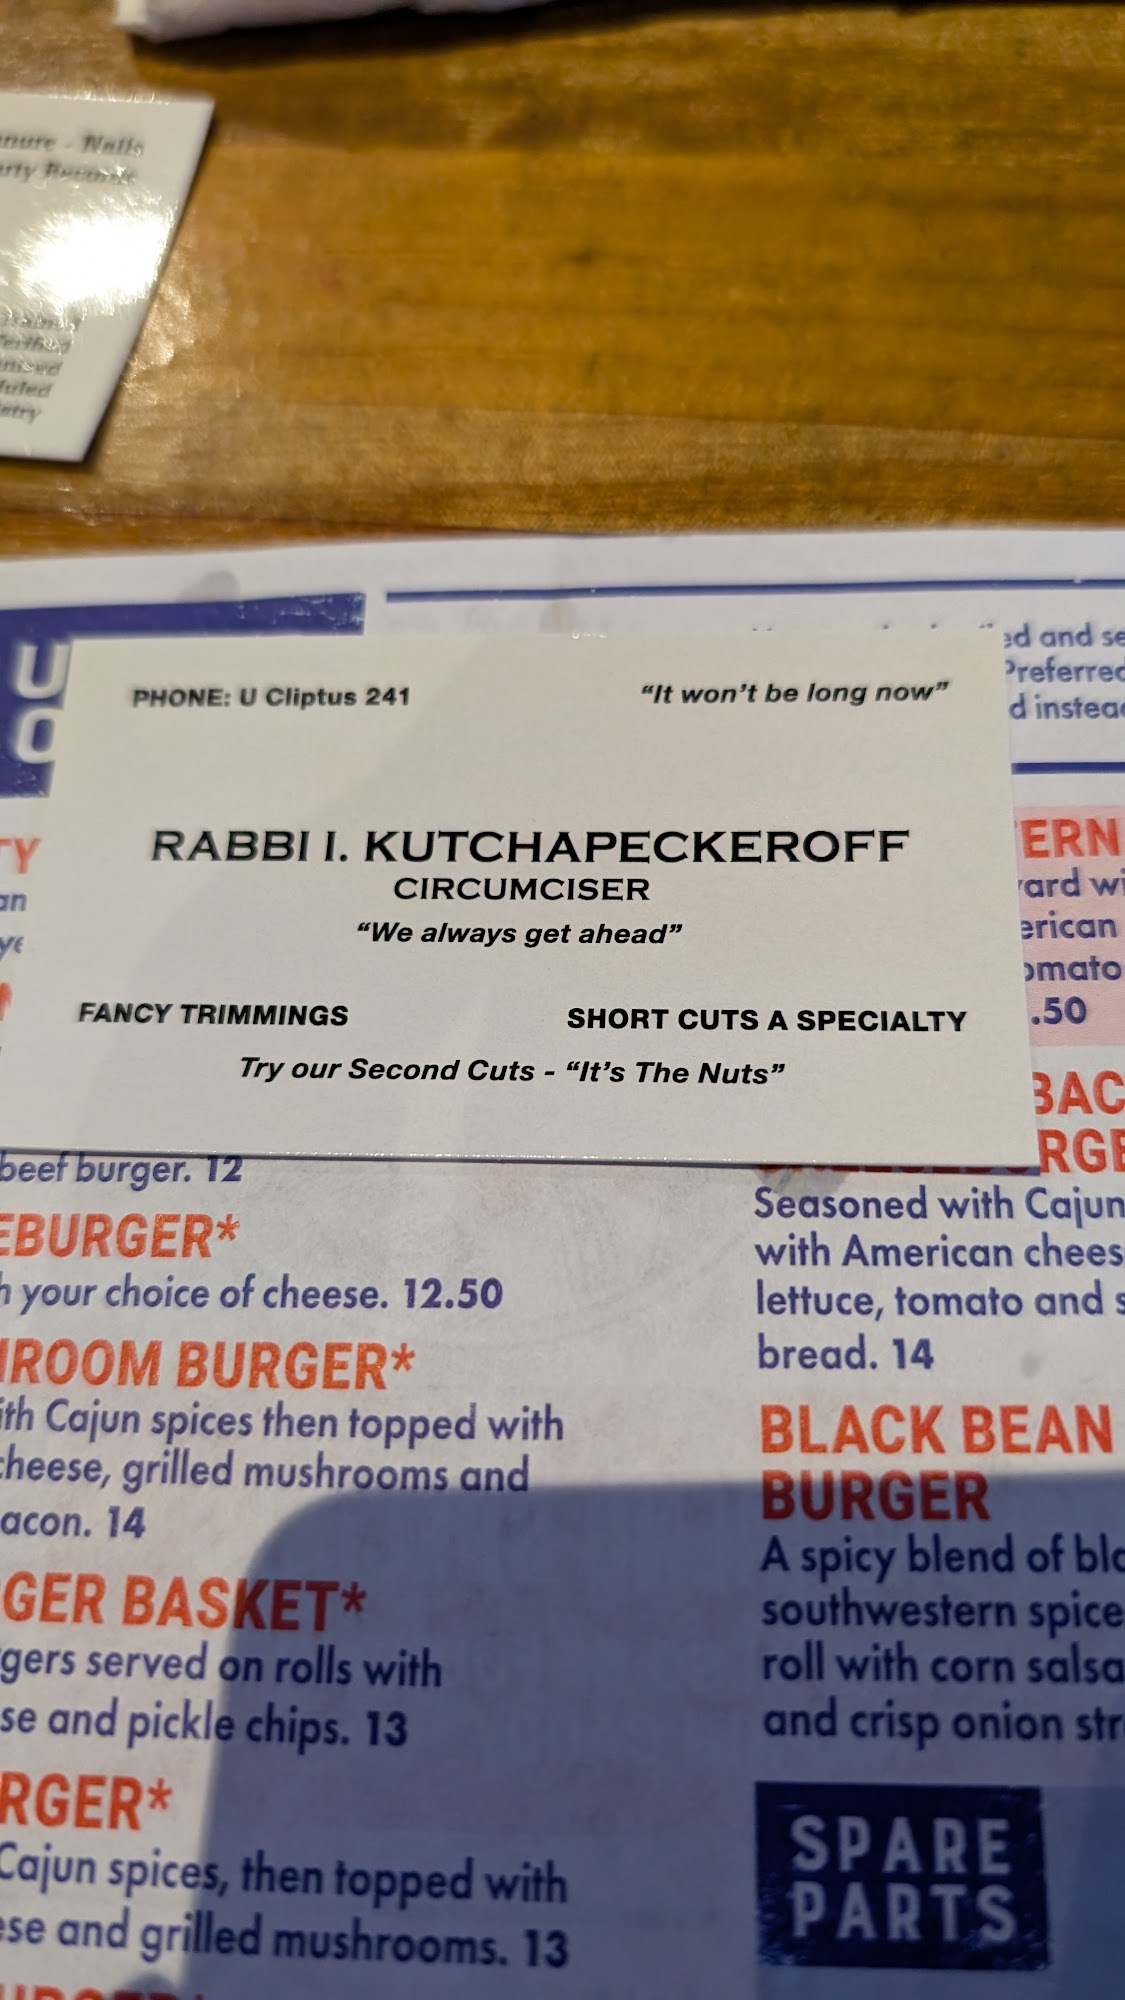 Nails
U
PHONE: U Cliptus 241
"It won't be long now"
RABBI I. KUTCHAPECKEROFF
CIRCUMCISER
"We always get ahead"
FANCY TRIMMINGS
SHORT CUTS A SPECIALTY
Try our Second Cuts - "It's The Nuts"
beef burger. 12
EBURGER*
h your choice of cheese. 12.50
ROOM BURGER*
ith Cajun spices then topped with
cheese, grilled mushrooms and
acon. 14
GER BASKET*
gers served on rolls with
se and pickle chips. 13
RGER*
Cajun spices, then topped with
ese and grilled mushrooms. 13
ed and se
Preferred
d instead
ERN
ard wi
erican
omato
.50
BAC
RGE
Seasoned with Cajun
with American chees
lettuce, tomato and s
bread. 14
BLACK BEAN
BURGER
A spicy blend of bla
southwestern spice
roll with corn salsa
and crisp onion str
SPARE
PARTS